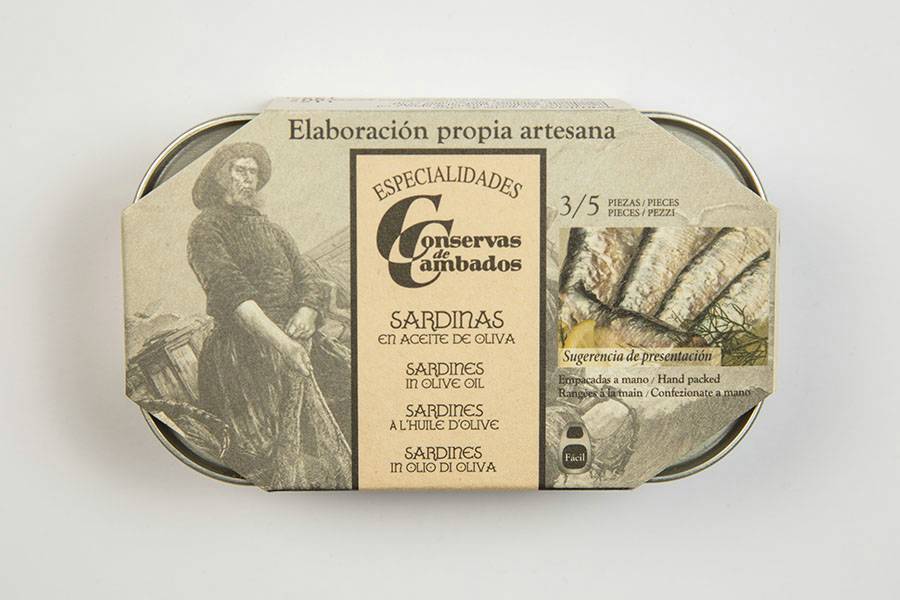 Elaboración propia artesana
ESPECIALIDADES
Conservas
de
Cambados
SARDINAS
EN ACEITE DE OLIVA
SARDINES
IN OLIVE OIL
SARDINES
À L'HUILE D'OLIVE
SARDINES
IN OLIO DI OLIVA
3/5 PIEZAS / PIECES
PIECES / PEZZI
Sugerencia de presentación
Empacadas a mano / Hand packed
Rangées à la main / Confezionate a mano
Fácil